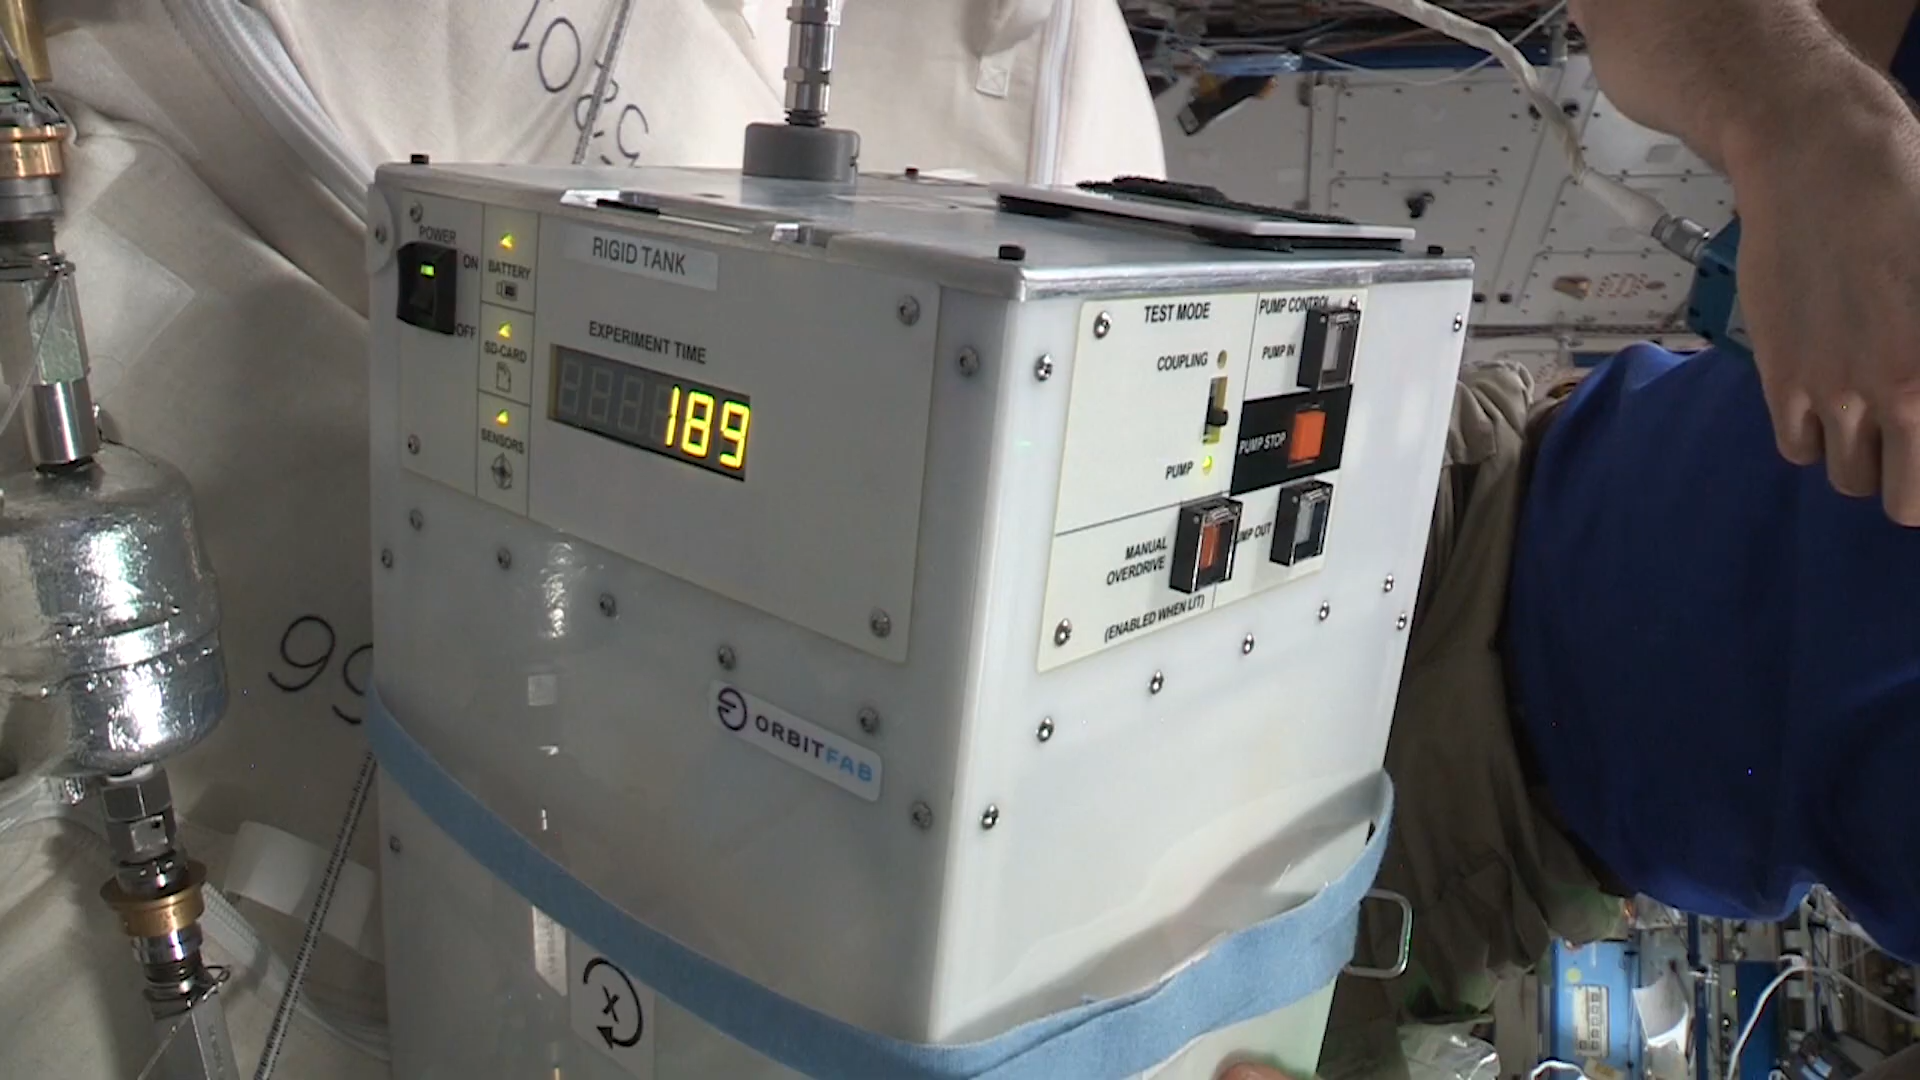 POWER
ON
OFF
BATTERY
SD-CARD
SENSORS
RIGID TANK
EXPERIMENT TIME
189
TEST MODE
COUPLING
PUMP
MANUAL
OVERDRIVE
(ENABLED WHEN LIT)
PUMP CONTROL
PUMP IN
PUMP STOP
OUT
ORBITFAB
X